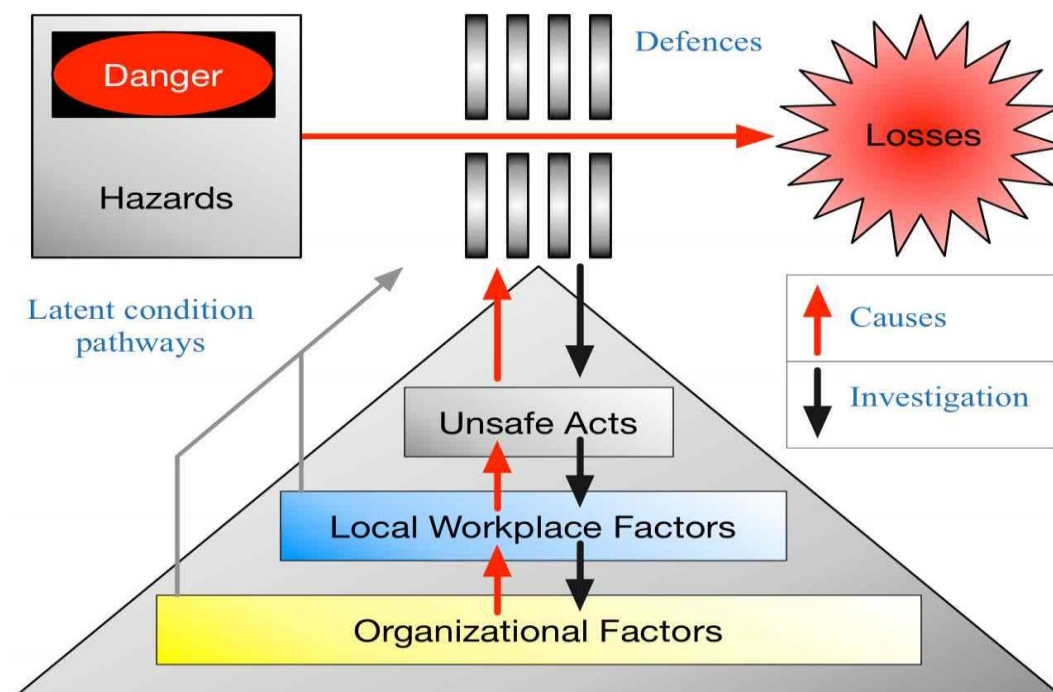 Danger
Hazards
Defences
Losses
Latent condition
pathways
Causes
Investigation
Unsafe Acts
Local Workplace Factors
Organizational Factors